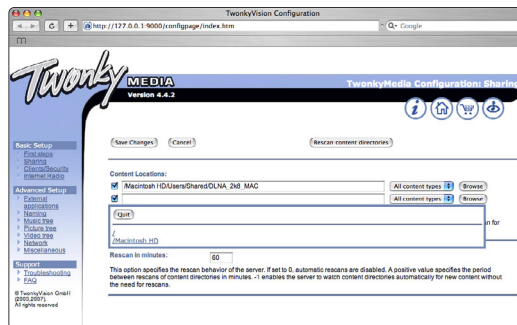 TwonkyVision Configuration
http://127.0.0.1:9000/configpage/index.htm
Google
Twonky
MEDIA
Version 4.4.2
TwonkyMedia Configuration: Sharing
Save Changes
Cancel
Rescan content directories
Basic Setup
First steps
Sharing
Clients/Security
Internet Radio
Advanced Setup
External
applications
Naming
Music tree
Picture tree
Video tree
Network
Miscellaneous
Support
Troubleshooting
FAQ
© TwonkyVision GmbH
(2003,2007).
All rights reserved
Content Locations:
/Macintosh HD/Users/Shared/DLNA_2k8_MAC
All content types
Browse
All content types
Browse
Quit
/
/Macintosh HD
an for
Rescan in minutes:
60
This option specifies the rescan behavior of the server. If set to 0, automatic rescans are disabled. A positive value specifies the period
between rescans of content directories in minutes. -1 enables the server to watch content directories automatically for new content without
the need for rescans.